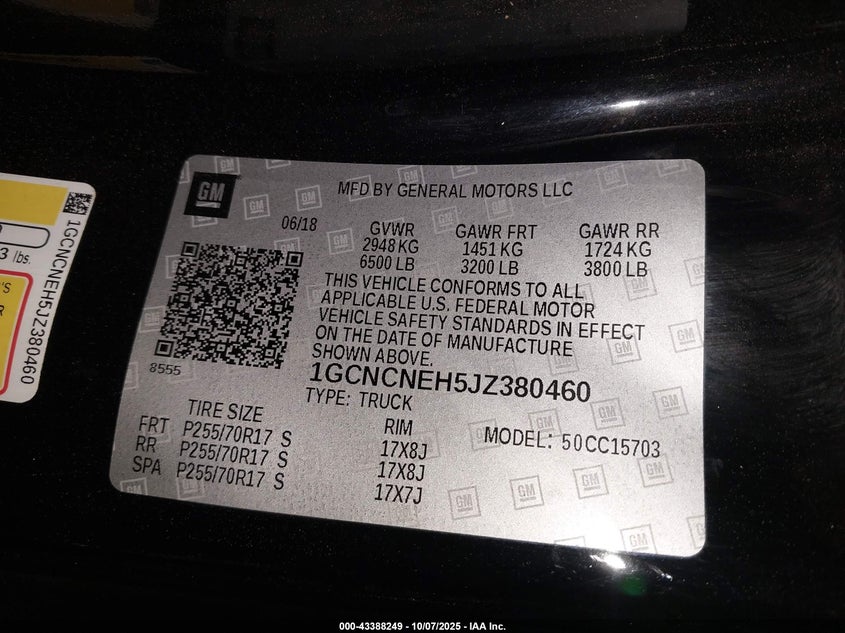 GM
MFD BY GENERAL MOTORS LLC
06/18
GVWR GAWR FRT GAWR RR
2948 KG 1451 KG 1724 KG
6500 LB 3200 LB 3800 LB
THIS VEHICLE CONFORMS TO ALL
APPLICABLE U.S. FEDERAL MOTOR
VEHICLE SAFETY STANDARDS IN EFFECT
ON THE DATE OF MANUFACTURE
SHOWN ABOVE.
8555
1GCNCNEH5JZ380460
TYPE: TRUCK
TIRE SIZE RIM MODEL: 50CC15703
FRT P255/70R17 S 17X8J
RR P255/70R17 S 17X8J
SPA P255/70R17 S 17X7J
3 lbs.
1GCNCNEH5JZ380460
000-43388249 - 10/07/2025 - IAA Inc.